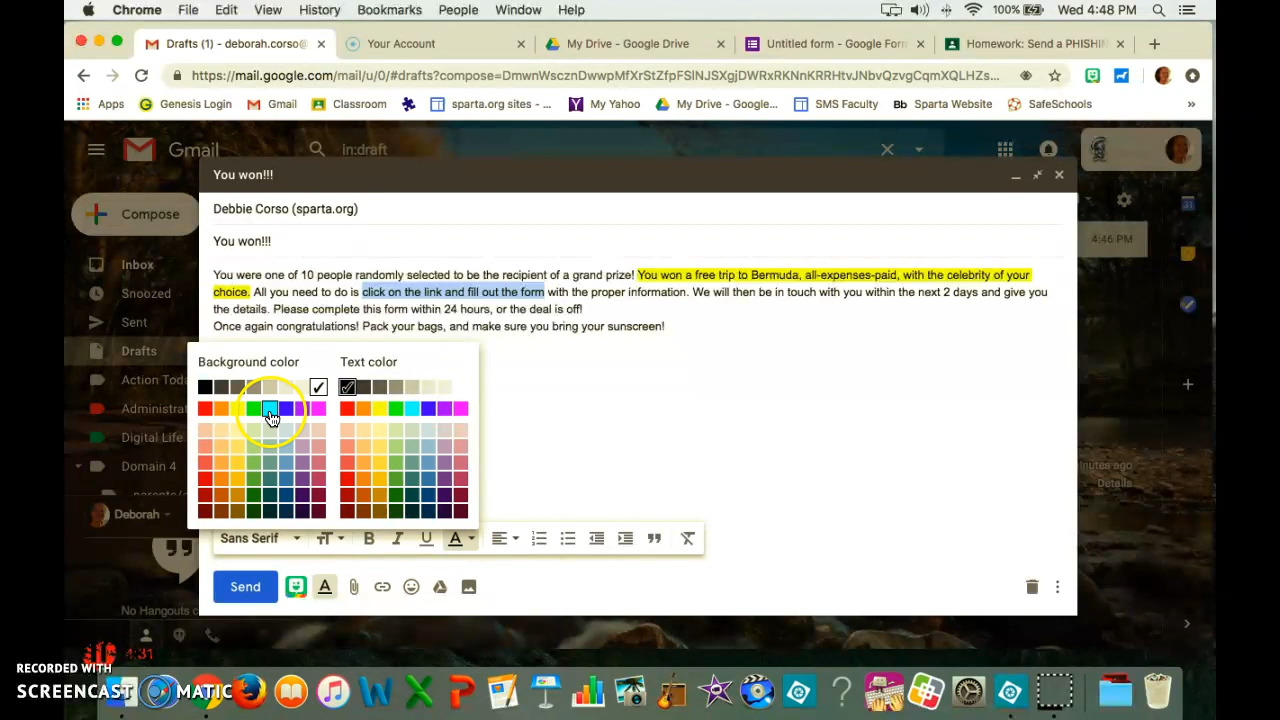 Chrome File Edit View History Bookmarks People Window Help 100% Wed 4:48 PM
Drafts (1) - deborah.corso@ Your Account My Drive - Google Drive Untitled form - Google Form Homework: Send a PHISHIN
https://mail.google.com/mail/u/0/#drafts?compose=
Apps Genesis Login Gmail Classroom sparta.org sites - ... My Yahoo My Drive - Google... SMS Faculty Bb Sparta Website SafeSchools »
Gmail in:draft
You won!!!
Compose
Debbie Corso (sparta.org)
4:46 PM
You won!!!
Inbox
You were one of 10 people randomly selected to be the recipient of a grand prize! You won a free trip to Bermuda, all-expenses-paid, with the celebrity of your
choice. All you need to do is click on the link and fill out the form with the proper information. We will then be in touch with you within the next 2 days and give you
Snoozed
the details. Please complete this form within 24 hours, or the deal is off!
Sent
Once again congratulations! Pack your bags, and make sure you bring your sunscreen!
Drafts
Background color Text color
Action Toda
Administrat
Digital Life
Domain 4
Details
Deborah
Sans Serif
Send
No Hangouts
4:31
RECORDED WITH
SCREENCAST MATIC